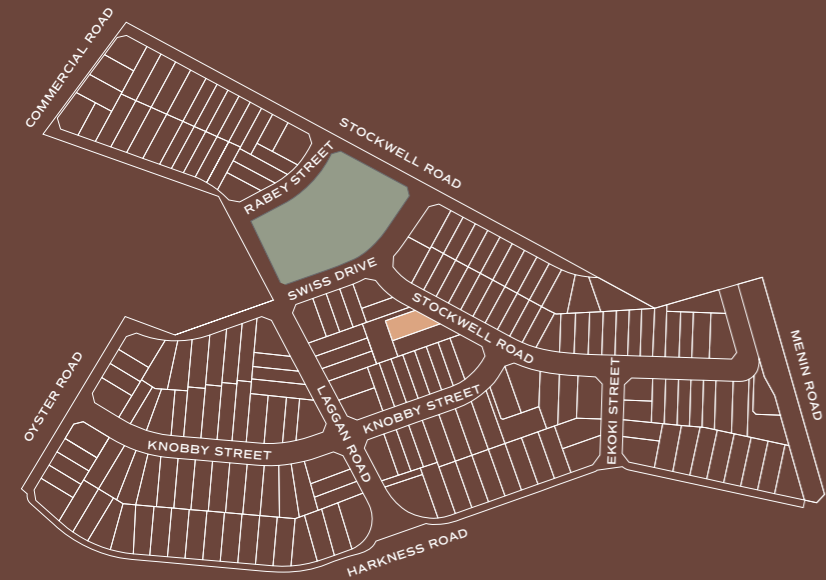 COMMERCIAL ROAD
STOCKWELL ROAD
RABEY STREET
SWISS DRIVE
STOCKWELL ROAD
MENIN ROAD
OYSTER ROAD
LAGGAN ROAD
KNOBBY STREET
EKOKI STREET
KNOBBY STREET
HARKNESS ROAD